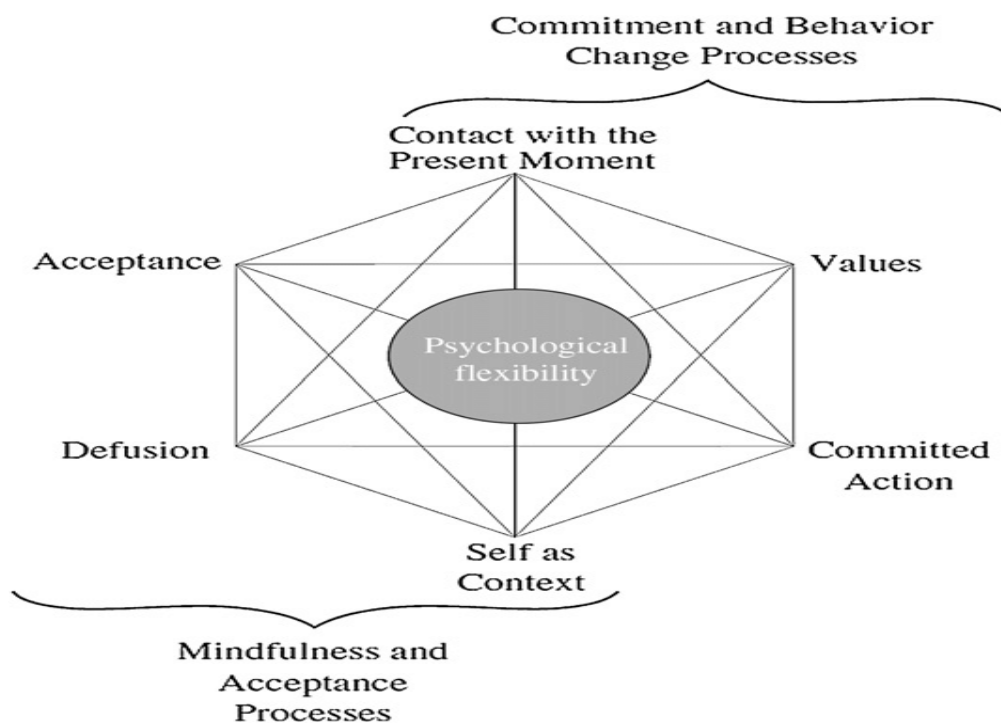 Commitment and Behavior
Change Processes
Contact with the
Present Moment
Acceptance
Values
Psychological
flexibility
Defusion
Committed
Action
Self as
Context
Mindfulness and
Acceptance
Processes